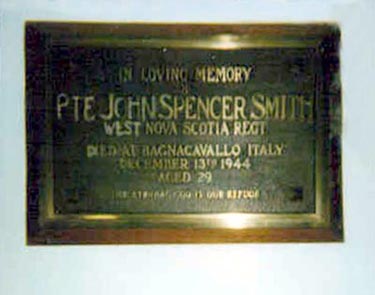 IN LOVING MEMORY
OF
PTE JOHN SPENCER SMITH
WEST NOVA SCOTIA REGT
DIED AT BAGNACAVALLO ITALY
DECEMBER 13TH 1944
AGED 29
THE ETERNAL GOD IS OUR REFUGE